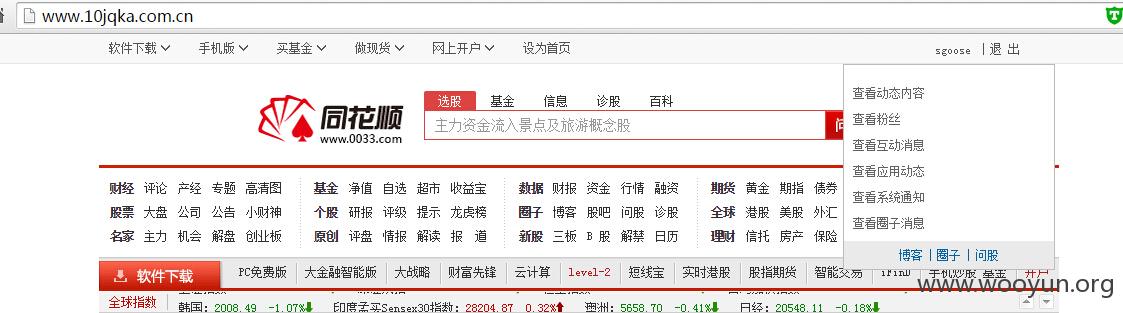 www.10jqka.com.cn
软件下载 手机版 买基金 做现货 网上开户 设为首页 sgoose | 退 出
选股 基金 信息 诊股 百科
同花顺
www.0033.com
主力资金流入景点及旅游概念股 问
查看动态内容
查看粉丝
查看互动消息
查看应用动态
查看系统通知
查看圈子消息
博客 | 圈子 | 问股
财经 评论 产经 专题 高清图 基金 净值 自选 超市 收益宝 数据 财报 资金 行情 融资 期货 黄金 期指 债券
股票 大盘 公司 公告 小财神 个股 研报 评级 提示 龙虎榜 圈子 博客 股吧 问股 诊股 全球 港股 美股 外汇
名家 主力 机会 解盘 创业板 原创 评盘 情报 解读 报 道 新股 三板 B 股 解禁 日历 理财 信托 房产 保险
软件下载 PC免费版 大金融智能版 大战略 财富先锋 云计算 level-2 短线宝 实时港股 股指期货 智能交易 iFinD 手机炒股 基金 开户
全球指数 韩国: 2008.49 -1.07% 印度孟买Sensex30指数: 28204.87 0.32% 澳洲: 5658.70 -0.41% 日经: 20548.11 -0.18%
www.wooyun.org